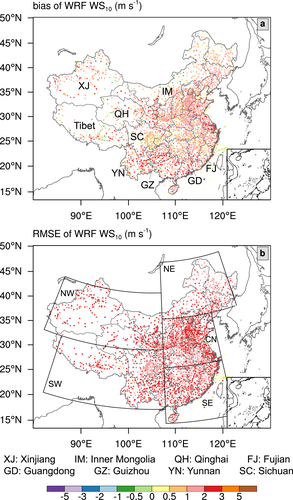 bias of WRF WS10 (m s-1)
a
50°N
45°N
40°N
35°N
30°N
25°N
20°N
15°N
XJ
IM
QH
Tibet
SC
YN
GZ
GD
FJ
90°E 100°E 110°E 120°E
RMSE of WRF WS10 (m s-1)
b
50°N
45°N
40°N
35°N
30°N
25°N
20°N
15°N
NE
NW
CN
SW
SE
90°E 100°E 110°E 120°E
XJ: Xinjiang IM: Inner Mongolia QH: Qinghai FJ: Fujian
GD: Guangdong GZ: Guizhou YN: Yunnan SC: Sichuan
-5 -3 -2 -1 -0.5 0 0.5 1 2 3 5